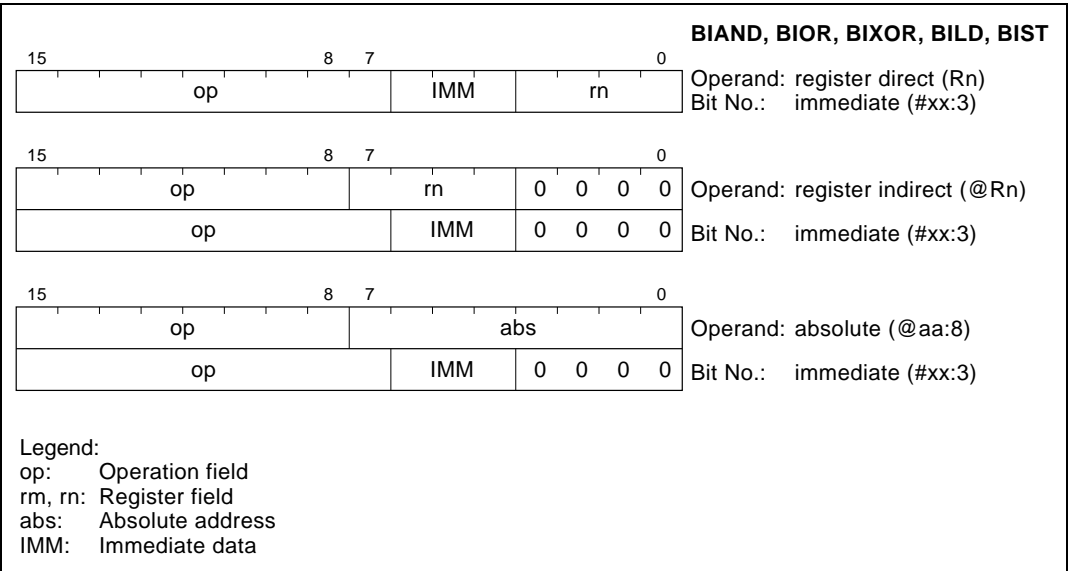 BIAND, BIOR, BIXOR, BILD, BIST
15 8 7 0
op IMM rn Operand: register direct (Rn)
Bit No.: immediate (#xx:3)
15 8 7 0
op rn 0 0 0 0 Operand: register indirect (@Rn)
op IMM 0 0 0 0 Bit No.: immediate (#xx:3)
15 8 7 0
op abs Operand: absolute (@aa:8)
op IMM 0 0 0 0 Bit No.: immediate (#xx:3)
Legend:
op: Operation field
rm, rn: Register field
abs: Absolute address
IMM: Immediate data